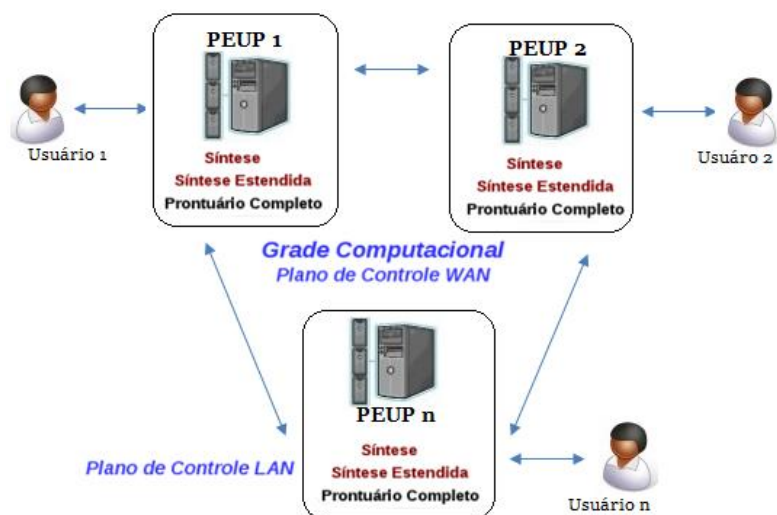 PEUP 1
Síntese
Síntese Estendida
Prontuário Completo
Usuário 1
PEUP 2
Síntese
Síntese Estendida
Prontuário Completo
Usuáro 2
Grade Computacional
Plano de Controle WAN
PEUP n
Síntese
Síntese Estendida
Prontuário Completo
Plano de Controle LAN
Usuário n